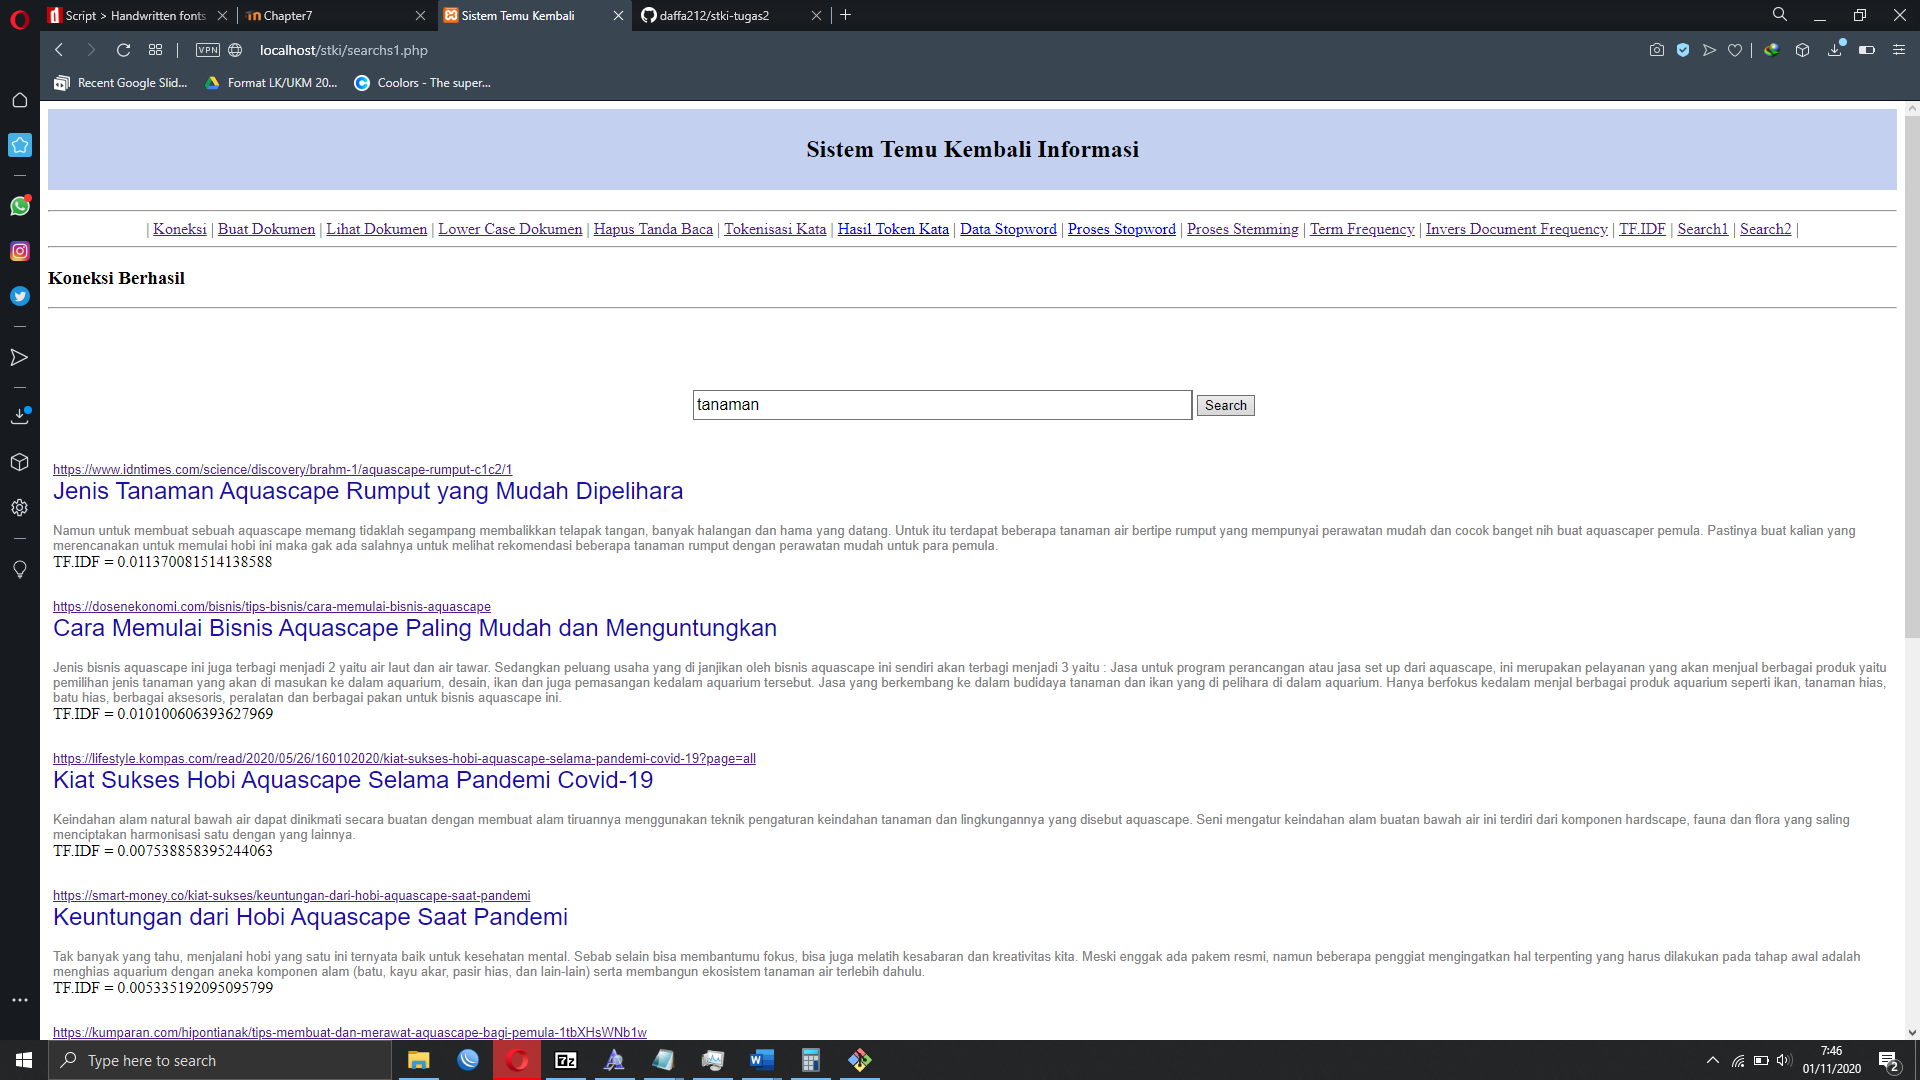 Script > Handwritten fonts
Chapter7
Sistem Temu Kembali
daffa212/stki-tugas2
VPN
localhost/stki/searchs1.php
Recent Google Slid...
Format LK/UKM 20...
Coolors - The super...
Sistem Temu Kembali Informasi
| Koneksi | Buat Dokumen | Lihat Dokumen | Lower Case Dokumen | Hapus Tanda Baca | Tokenisasi Kata | Hasil Token Kata | Data Stopword | Proses Stopword | Proses Stemming | Term Frequency | Invers Document Frequency | TF.IDF | Search1 | Search2 |
Koneksi Berhasil
tanaman
Search
https://www.idntimes.com/science/discovery/brahm-1/aquascape-rumput-c1c2/1
Jenis Tanaman Aquascape Rumput yang Mudah Dipelihara
Namun untuk membuat sebuah aquascape memang tidaklah segampang membalikkan telapak tangan, banyak halangan dan hama yang datang. Untuk itu terdapat beberapa tanaman air bertipe rumput yang mempunyai perawatan mudah dan cocok banget nih buat aquascaper pemula. Pastinya buat kalian yang
merencanakan untuk memulai hobi ini maka gak ada salahnya untuk melihat rekomendasi beberapa tanaman rumput dengan perawatan mudah untuk para pemula.
TF.IDF = 0.011370081514138588
https://dosenekonomi.com/bisnis/tips-bisnis/cara-memulai-bisnis-aquascape
Cara Memulai Bisnis Aquascape Paling Mudah dan Menguntungkan
Jenis bisnis aquascape ini juga terbagi menjadi 2 yaitu air laut dan air tawar. Sedangkan peluang usaha yang di janjikan oleh bisnis aquascape ini sendiri akan terbagi menjadi 3 yaitu : Jasa untuk program perancangan atau jasa set up dari aquascape, ini merupakan pelayanan yang akan menjual berbagai produk yaitu
pemilihan jenis tanaman yang akan di masukan ke dalam aquarium, desain, ikan dan juga pemasangan kedalam aquarium tersebut. Jasa yang berkembang ke dalam budidaya tanaman dan ikan yang di pelihara di dalam aquarium. Hanya berfokus kedalam menjal berbagai produk aquarium seperti ikan, tanaman hias,
batu hias, berbagai aksesoris, peralatan dan berbagai pakan untuk bisnis aquascape ini.
TF.IDF = 0.010100606393627969
https://lifestyle.kompas.com/read/2020/05/26/160102020/kiat-sukses-hobi-aquascape-selama-pandemi-covid-19?page=all
Kiat Sukses Hobi Aquascape Selama Pandemi Covid-19
Keindahan alam natural bawah air dapat dinikmati secara buatan dengan membuat alam tiruannya menggunakan teknik pengaturan keindahan tanaman dan lingkungannya yang disebut aquascape. Seni mengatur keindahan alam buatan bawah air ini terdiri dari komponen hardscape, fauna dan flora yang saling
menciptakan harmonisasi satu dengan yang lainnya.
TF.IDF = 0.007538858395244063
https://smart-money.co/kiat-sukses/keuntungan-dari-hobi-aquascape-saat-pandemi
Keuntungan dari Hobi Aquascape Saat Pandemi
Tak banyak yang tahu, menjalani hobi yang satu ini ternyata baik untuk kesehatan mental. Sebab selain bisa membantumu fokus, bisa juga melatih kesabaran dan kreativitas kita. Meski enggak ada pakem resmi, namun beberapa penggiat mengingatkan hal terpenting yang harus dilakukan pada tahap awal adalah
menghias aquarium dengan aneka komponen alam (batu, kayu akar, pasir hias, dan lain-lain) serta membangun ekosistem tanaman air terlebih dahulu.
TF.IDF = 0.005335192095095799
https://kumparan.com/hipontianak/tips-membuat-dan-merawat-aquascape-bagi-pemula-1tbXHsWNb1w
Type here to search
7z
W
7:46
01/11/2020
2